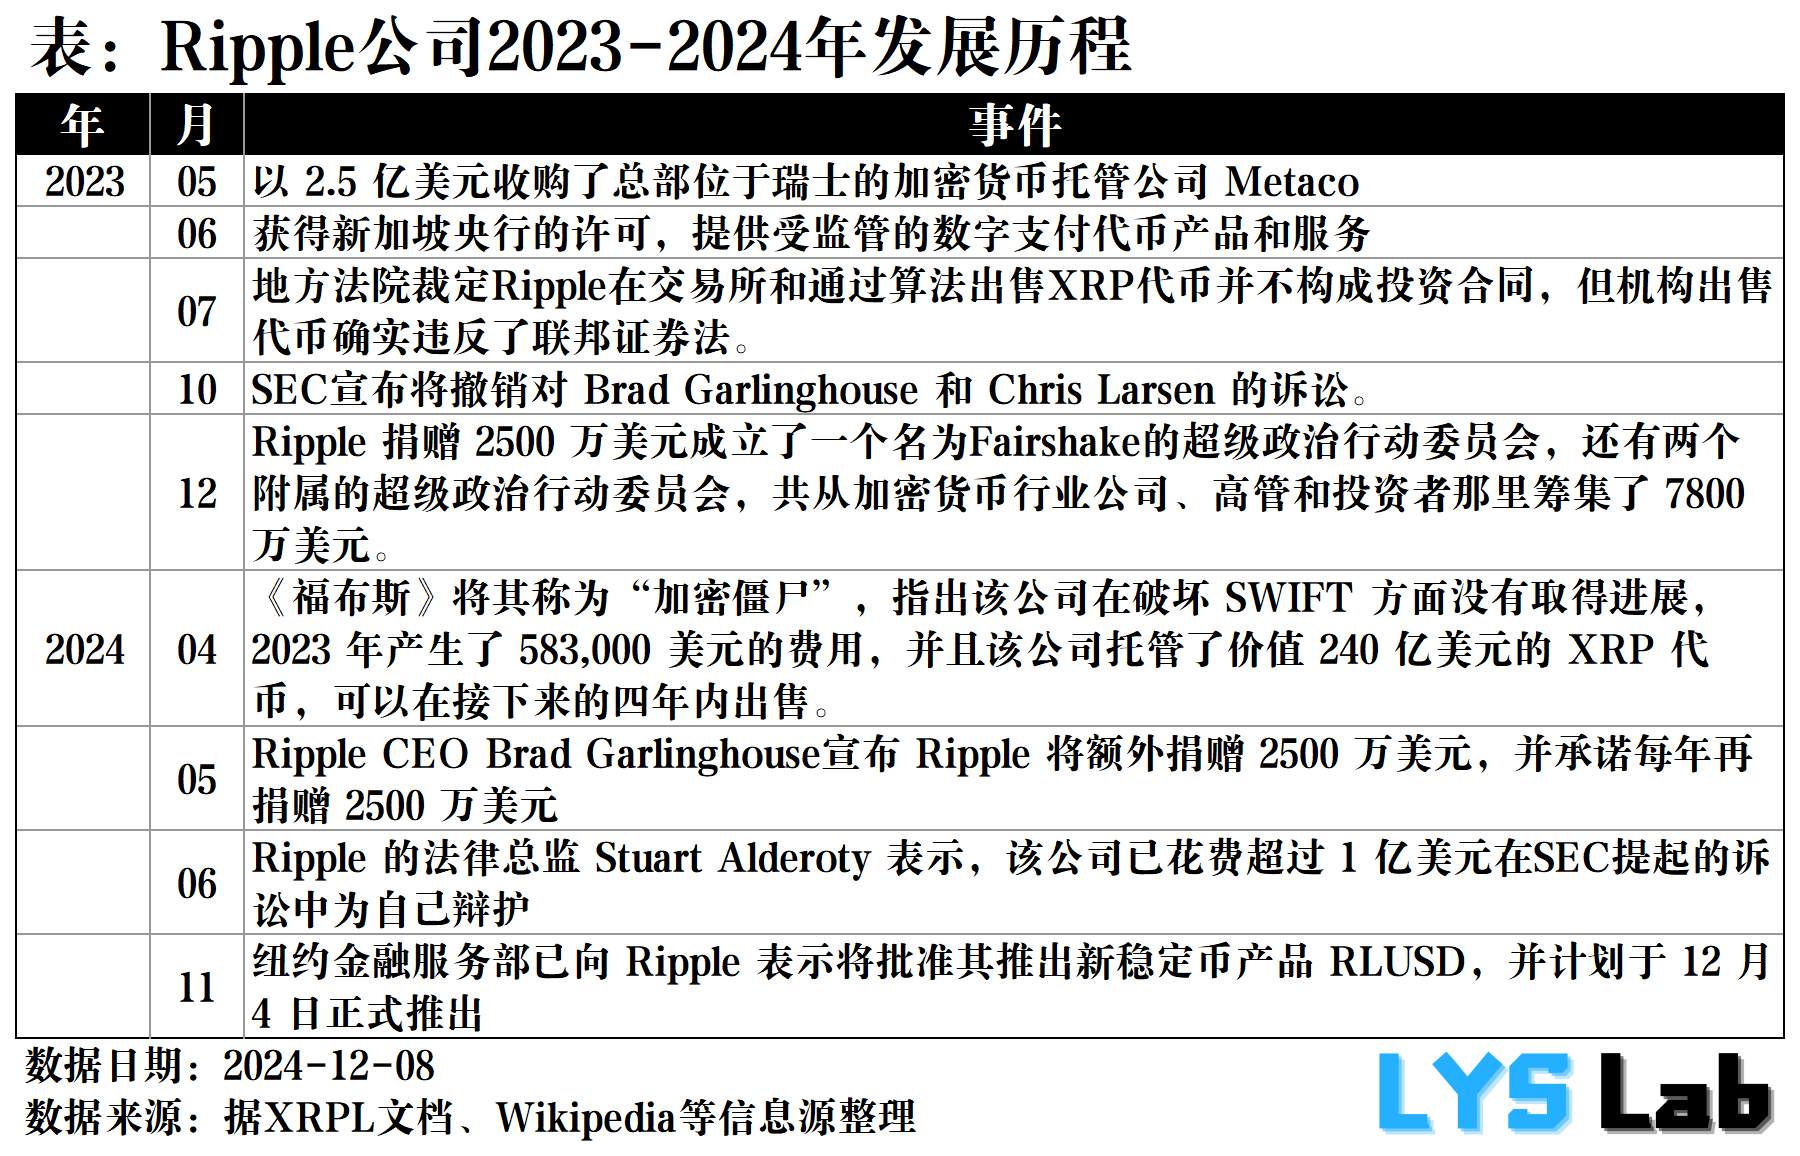 表：Ripple公司2023-2024年发展历程
年 月 事件
2023 05 以 2.5 亿美元收购了总部位于瑞士的加密货币托管公司 Metaco
06 获得新加坡央行的许可，提供受监管的数字支付代币产品和服务
07 地方法院裁定Ripple在交易所和通过算法出售XRP代币并不构成投资合同，但机构出售
代币确实违反了联邦证券法。
10 SEC宣布将撤销对 Brad Garlinghouse 和 Chris Larsen 的诉讼。
12 Ripple 捐赠 2500 万美元成立了一个名为Fairshake的超级政治行动委员会，还有两个
附属的超级政治行动委员会，共从加密货币行业公司、高管和投资者那里筹集了 7800
万美元。
2024 04 《福布斯》将其称为“加密僵尸”，指出该公司在破坏 SWIFT 方面没有取得进展，
2023 年产生了 583,000 美元的费用，并且该公司托管了价值 240 亿美元的 XRP 代
币，可以在接下来的四年内出售。
05 Ripple CEO Brad Garlinghouse宣布 Ripple 将额外捐赠 2500 万美元，并承诺每年再
捐赠 2500 万美元
06 Ripple 的法律总监 Stuart Alderoty 表示，该公司已花费超过 1 亿美元在SEC提起的诉
讼中为自己辩护
11 纽约金融服务部已向 Ripple 表示将批准其推出新稳定币产品 RLUSD，并计划于 12 月
4 日正式推出
数据日期：2024-12-08
数据来源：据XRPL文档、Wikipedia等信息源整理
LYS Lab